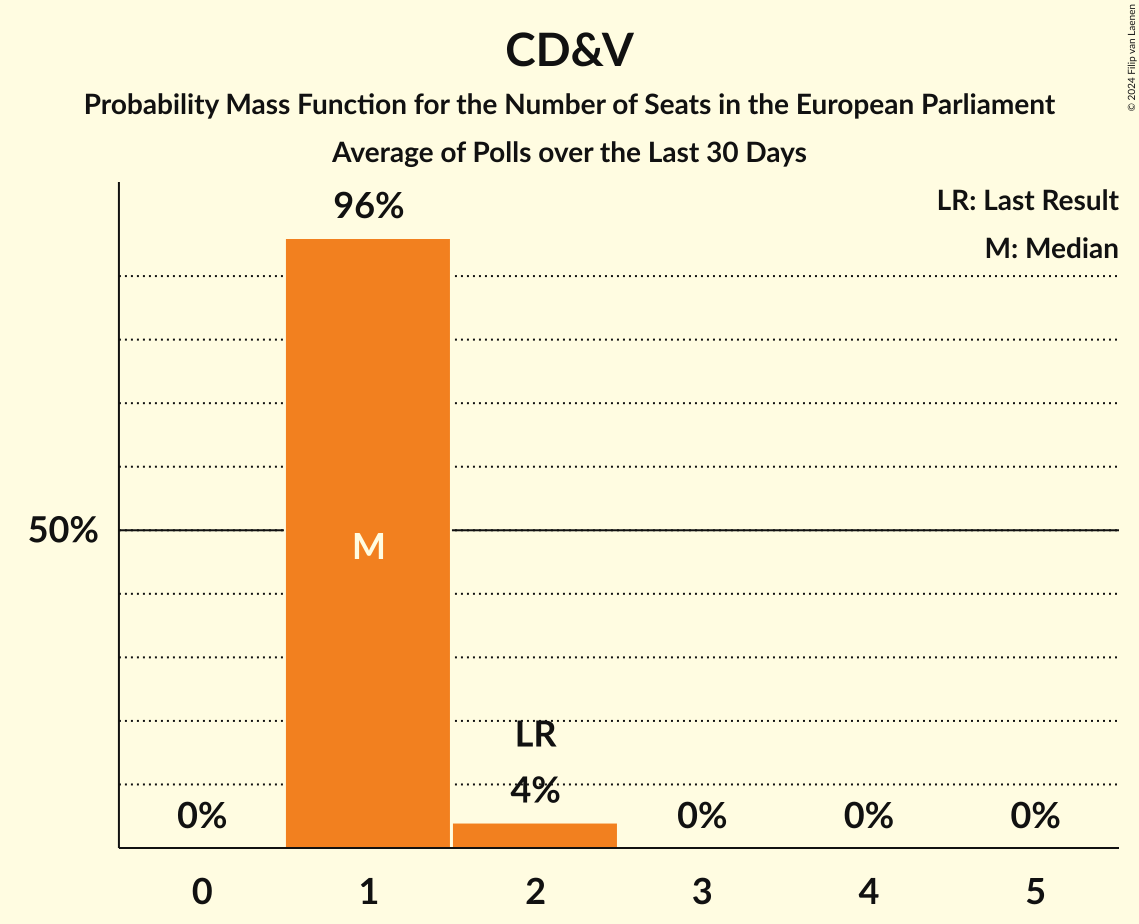 CD&V
Probability Mass Function for the Number of Seats in the European Parliament
Average of Polls over the Last 30 Days
© 2024 Filip van Laenen
LR: Last Result
M: Median
96%
50%
M
LR
4%
0%
0%
0%
0%
0 1 2 3 4 5